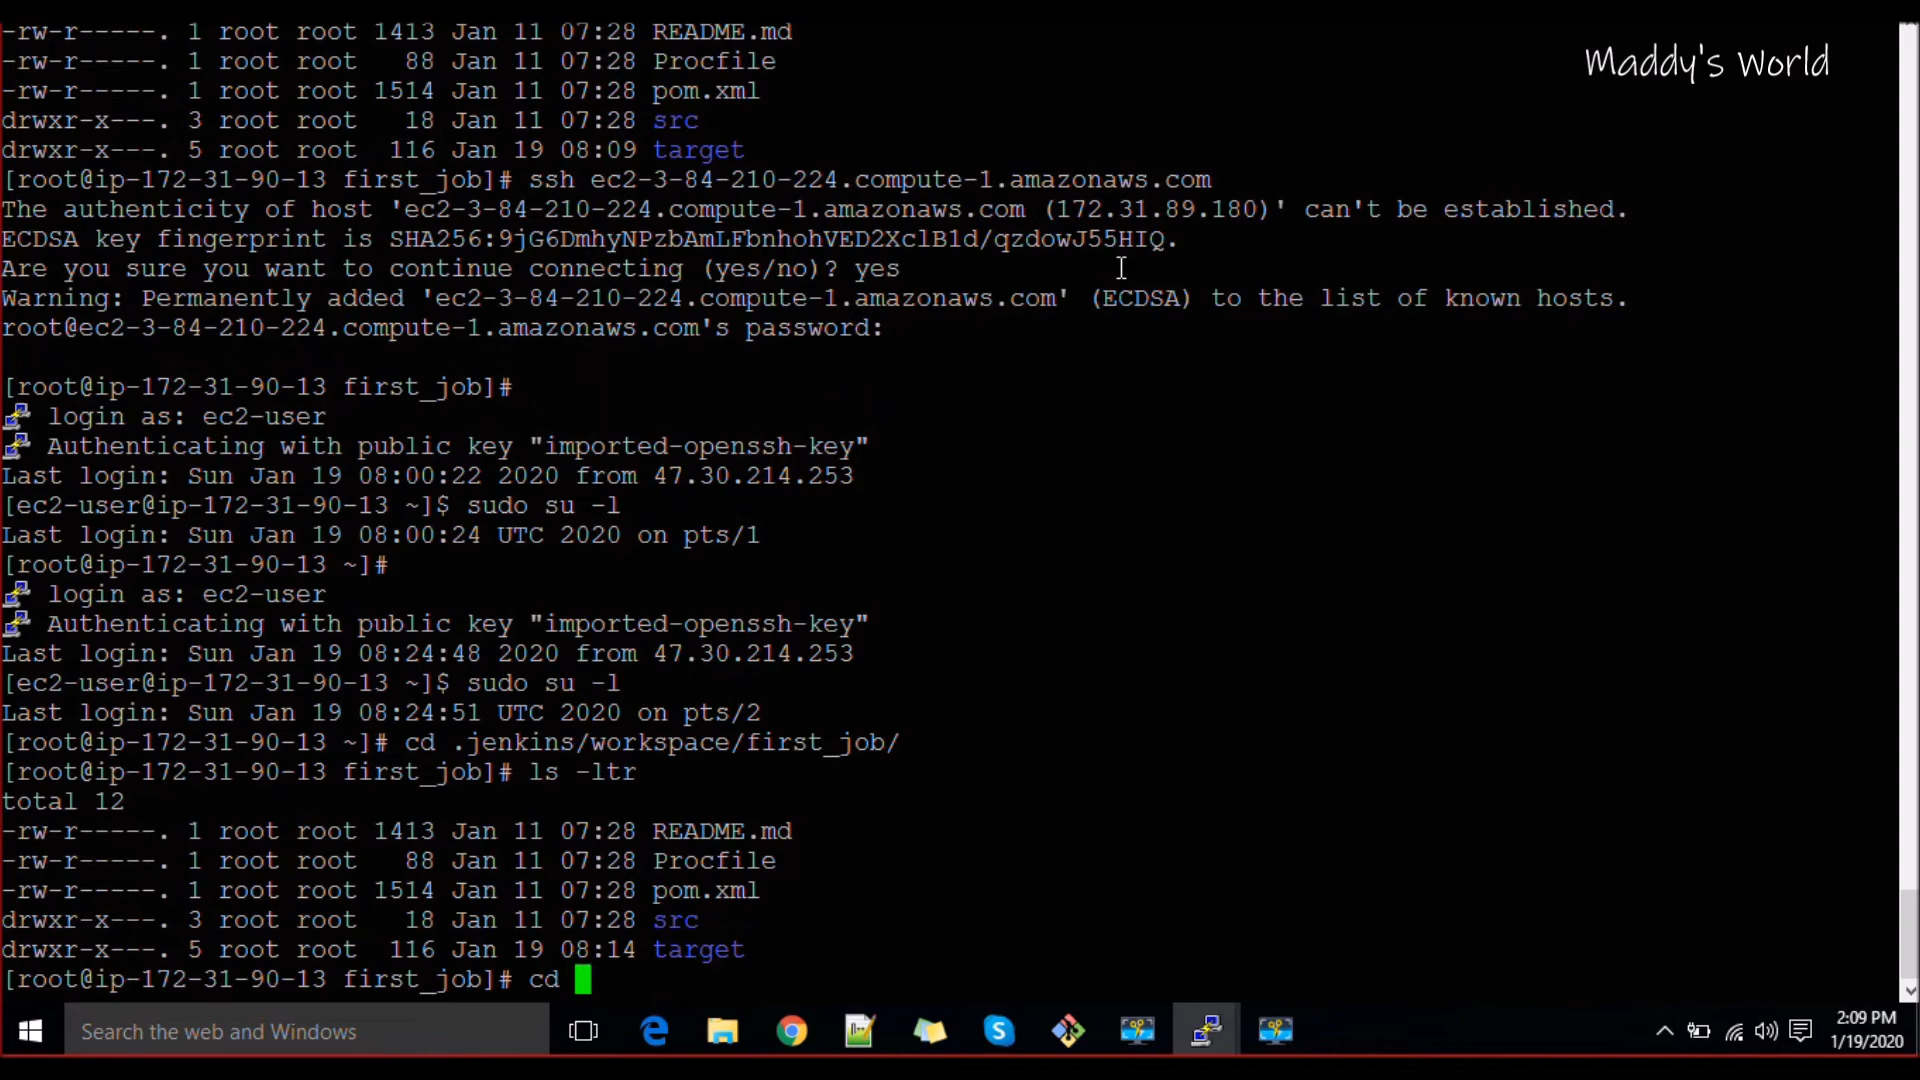 -rw-r-----. 1 root root 1413 Jan 11 07:28 README.md
Maddy's World
-rw-r-----. 1 root root   88 Jan 11 07:28 Procfile
-rw-r-----. 1 root root 1514 Jan 11 07:28 pom.xml
drwxr-x---. 3 root root   18 Jan 11 07:28 src
drwxr-x---. 5 root root  116 Jan 19 08:09 target
[root@ip-172-31-90-13 first_job]# ssh ec2-3-84-210-224.compute-1.amazonaws.com
The authenticity of host 'ec2-3-84-210-224.compute-1.amazonaws.com (172.31.89.180)' can't be established.
ECDSA key fingerprint is SHA256:9jG6DmhyNPzbAmLFbnhohVED2XclB1d/qzdowJ55HIQ.
Are you sure you want to continue connecting (yes/no)? yes
Warning: Permanently added 'ec2-3-84-210-224.compute-1.amazonaws.com' (ECDSA) to the list of known hosts.
root@ec2-3-84-210-224.compute-1.amazonaws.com's password:
[root@ip-172-31-90-13 first_job]#
login as: ec2-user
Authenticating with public key "imported-openssh-key"
Last login: Sun Jan 19 08:00:22 2020 from 47.30.214.253
[ec2-user@ip-172-31-90-13 ~]$ sudo su -l
Last login: Sun Jan 19 08:00:24 UTC 2020 on pts/1
[root@ip-172-31-90-13 ~]#
login as: ec2-user
Authenticating with public key "imported-openssh-key"
Last login: Sun Jan 19 08:24:48 2020 from 47.30.214.253
[ec2-user@ip-172-31-90-13 ~]$ sudo su -l
Last login: Sun Jan 19 08:24:51 UTC 2020 on pts/2
[root@ip-172-31-90-13 ~]# cd .jenkins/workspace/first_job/
[root@ip-172-31-90-13 first_job]# ls -ltr
total 12
-rw-r-----. 1 root root 1413 Jan 11 07:28 README.md
-rw-r-----. 1 root root   88 Jan 11 07:28 Procfile
-rw-r-----. 1 root root 1514 Jan 11 07:28 pom.xml
drwxr-x---. 3 root root   18 Jan 11 07:28 src
drwxr-x---. 5 root root  116 Jan 19 08:14 target
[root@ip-172-31-90-13 first_job]# cd
Search the web and Windows
2:09 PM
1/19/2020